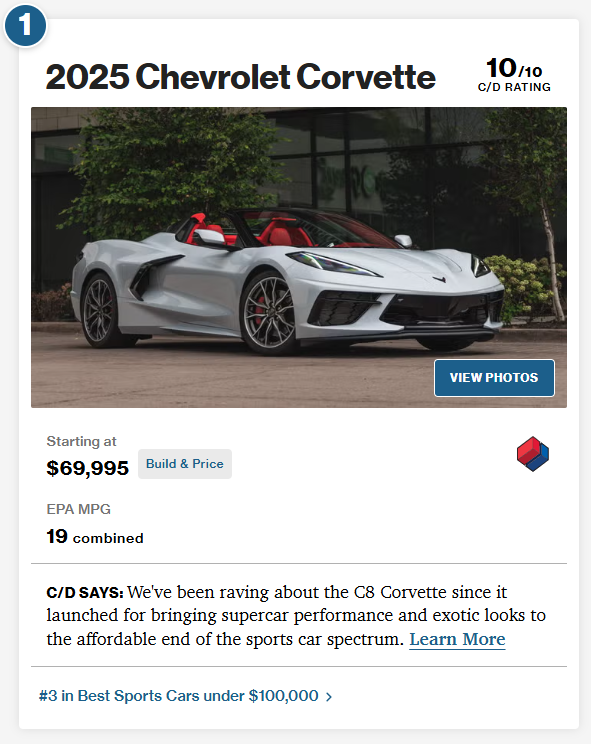 1
2025 Chevrolet Corvette
10/10
C/D RATING
VIEW PHOTOS
Starting at
$69,995
Build & Price
EPA MPG
19 combined
C/D SAYS: We've been raving about the C8 Corvette since it
launched for bringing supercar performance and exotic looks to
the affordable end of the sports car spectrum. Learn More
#3 in Best Sports Cars under $100,000 >